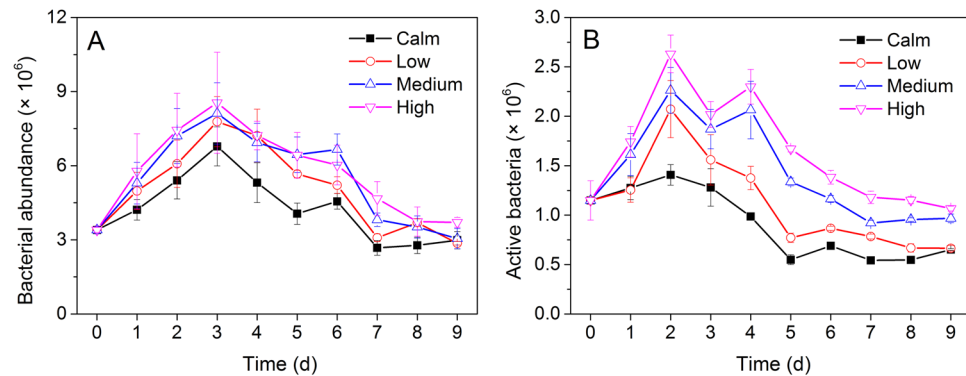 A
Calm
Low
Medium
High
12
9
6
3
0
Bacterial abundance (× 10⁶)
0 1 2 3 4 5 6 7 8 9
Time (d)
B
Calm
Low
Medium
High
3.0
2.5
2.0
1.5
1.0
0.5
0.0
Active bacteria (× 10⁶)
0 1 2 3 4 5 6 7 8 9
Time (d)